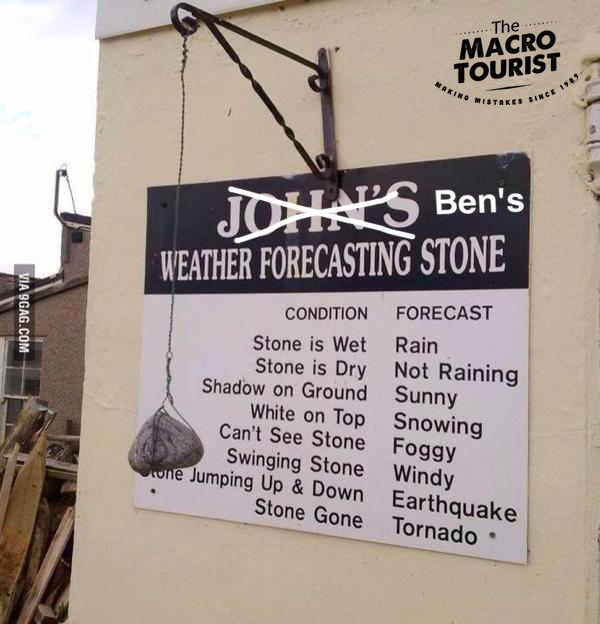 The
MACRO
TOURIST
MAKING MISTAKES SINCE 1989
JOHN'S Ben's
WEATHER FORECASTING STONE
CONDITION FORECAST
Stone is Wet Rain
Stone is Dry Not Raining
Shadow on Ground Sunny
White on Top Snowing
Can't See Stone Foggy
Swinging Stone Windy
Stone Jumping Up & Down Earthquake
Stone Gone Tornado
VIA 9GAG.COM